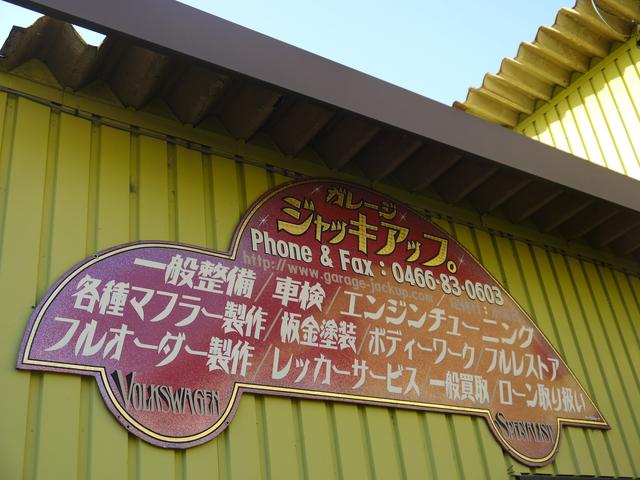 ガレージ
ジャッキアップ。
Phone & Fax : 0466-83-0603
http://www.garage-jackup.com
一般整備/車検/エンジンチューニング
各種マフラー製作/板金塗装/ボディーワーク/フルレストア
フルオーダー製作/レッカーサービス 一般買取/ローン取り扱い
VOLKSWAGEN
SPECIALIST